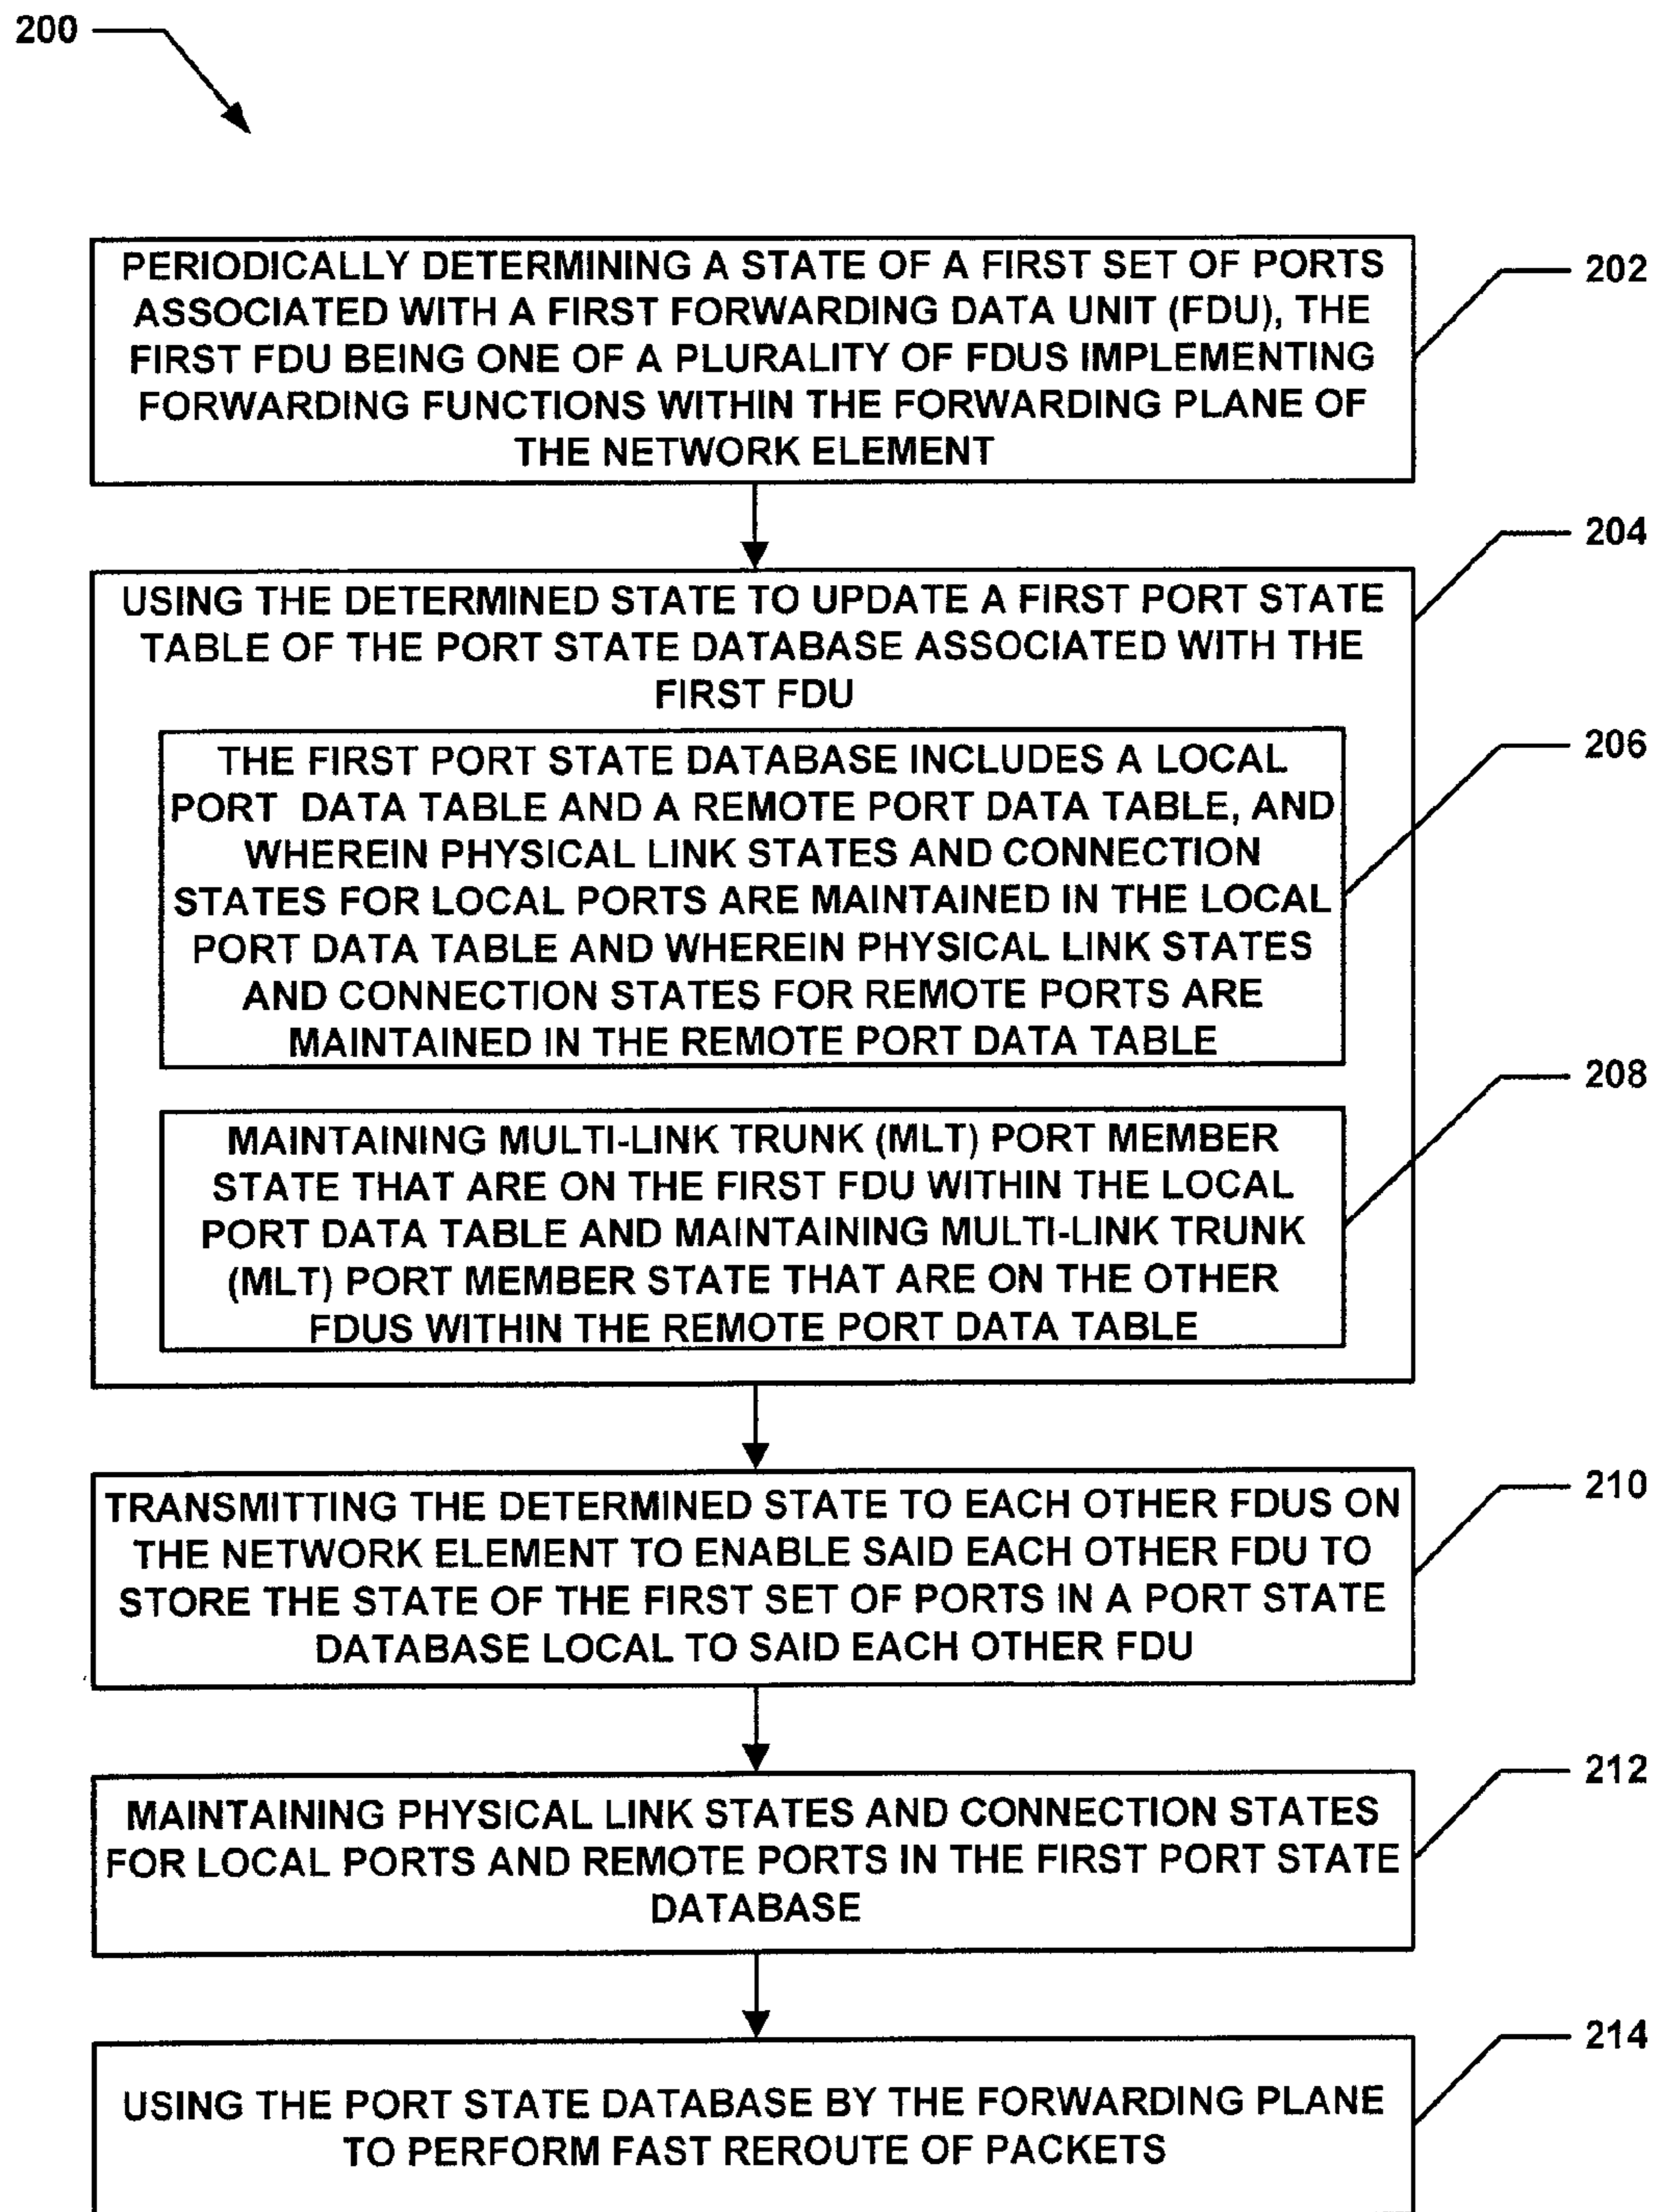 200
PERIODICALLY DETERMINING A STATE OF A FIRST SET OF PORTS
ASSOCIATED WITH A FIRST FORWARDING DATA UNIT (FDU), THE
FIRST FDU BEING ONE OF A PLURALITY OF FDUS IMPLEMENTING
FORWARDING FUNCTIONS WITHIN THE FORWARDING PLANE OF
THE NETWORK ELEMENT
202
204
USING THE DETERMINED STATE TO UPDATE A FIRST PORT STATE
TABLE OF THE PORT STATE DATABASE ASSOCIATED WITH THE
FIRST FDU
206
THE FIRST PORT STATE DATABASE INCLUDES A LOCAL
PORT DATA TABLE AND A REMOTE PORT DATA TABLE, AND
WHEREIN PHYSICAL LINK STATES AND CONNECTION
STATES FOR LOCAL PORTS ARE MAINTAINED IN THE LOCAL
PORT DATA TABLE AND WHEREIN PHYSICAL LINK STATES
AND CONNECTION STATES FOR REMOTE PORTS ARE
MAINTAINED IN THE REMOTE PORT DATA TABLE
208
MAINTAINING MULTI-LINK TRUNK (MLT) PORT MEMBER
STATE THAT ARE ON THE FIRST FDU WITHIN THE LOCAL
PORT DATA TABLE AND MAINTAINING MULTI-LINK TRUNK
(MLT) PORT MEMBER STATE THAT ARE ON THE OTHER
FDUS WITHIN THE REMOTE PORT DATA TABLE
210
TRANSMITTING THE DETERMINED STATE TO EACH OTHER FDUS ON
THE NETWORK ELEMENT TO ENABLE SAID EACH OTHER FDU TO
STORE THE STATE OF THE FIRST SET OF PORTS IN A PORT STATE
DATABASE LOCAL TO SAID EACH OTHER FDU
212
MAINTAINING PHYSICAL LINK STATES AND CONNECTION STATES
FOR LOCAL PORTS AND REMOTE PORTS IN THE FIRST PORT STATE
DATABASE
214
USING THE PORT STATE DATABASE BY THE FORWARDING PLANE
TO PERFORM FAST REROUTE OF PACKETS